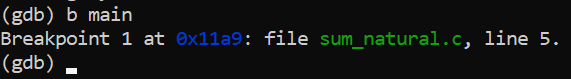 (gdb) b main
Breakpoint 1 at 0x11a9: file sum_natural.c, line 5.
(gdb)